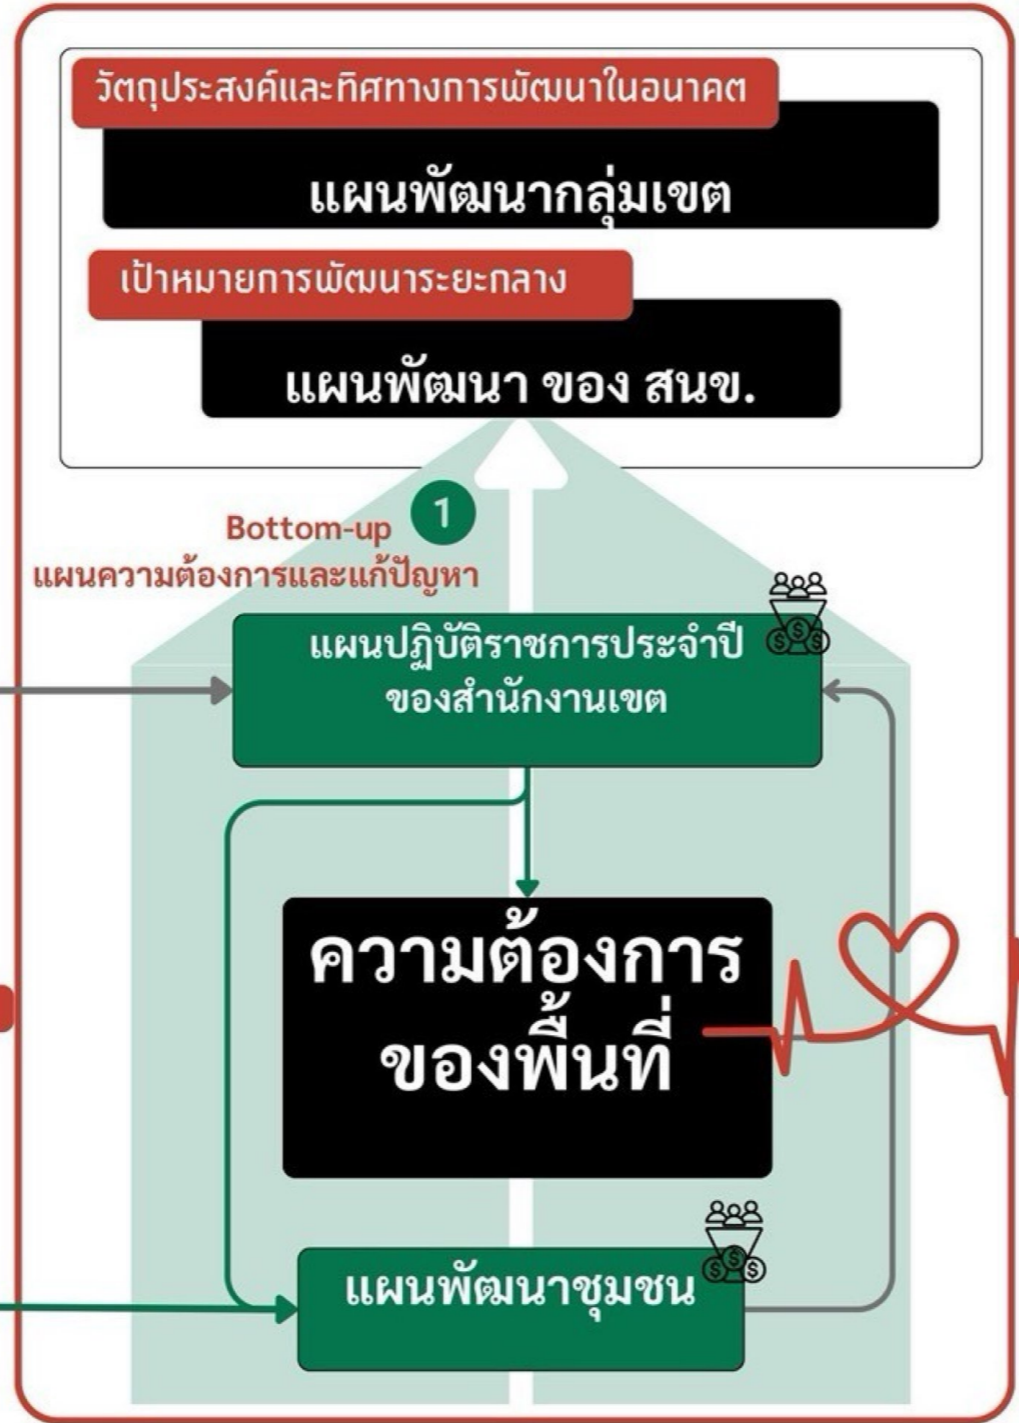 วัตถุประสงค์และทิศทางการพัฒนาในอนาคต
แผนพัฒนากลุ่มเขต
เป้าหมายการพัฒนาระยะกลาง
แผนพัฒนา ของ สนข.
Bottom-up
1
แผนความต้องการและแก้ปัญหา
แผนปฏิบัติราชการประจำปี
ของสำนักงานเขต
ความต้องการ
ของพื้นที่
แผนพัฒนาชุมชน